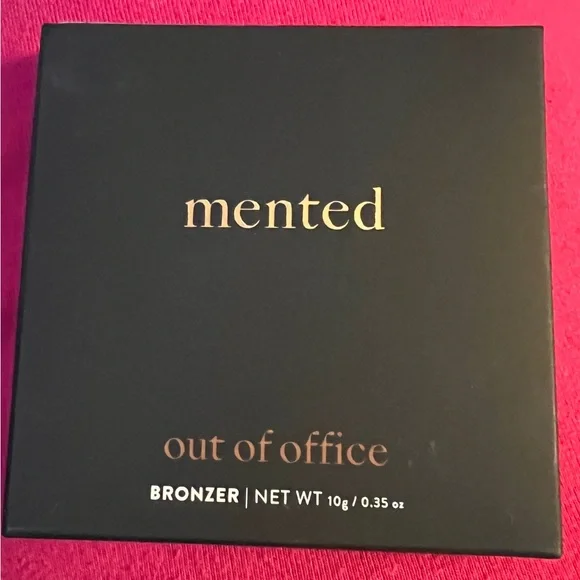 mented
out of office
BRONZER | NET WT 10g / 0.35 oz